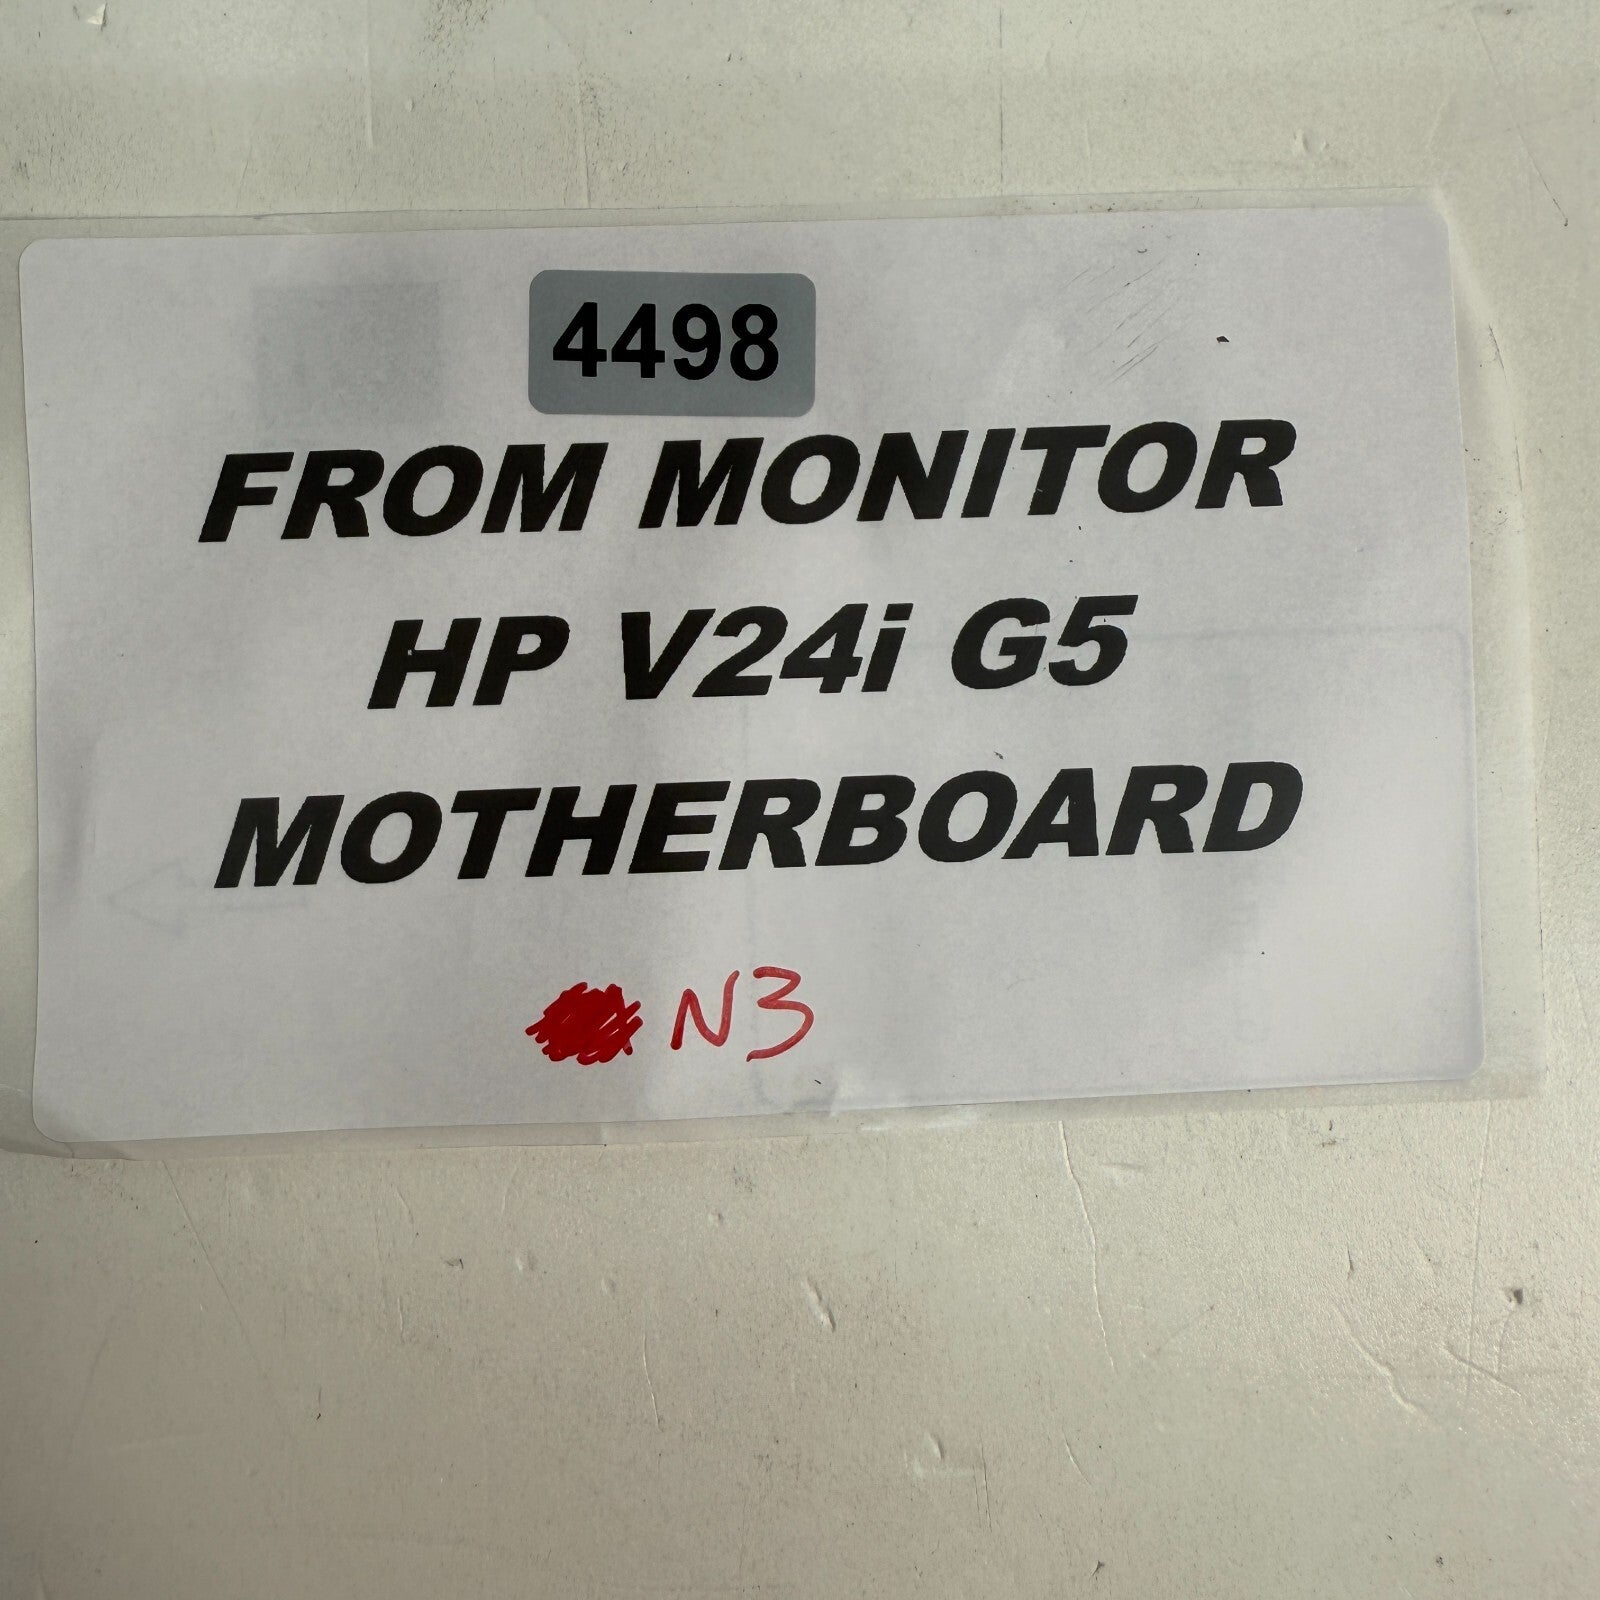 4498
FROM MONITOR
HP V24i G5
MOTHERBOARD
N3